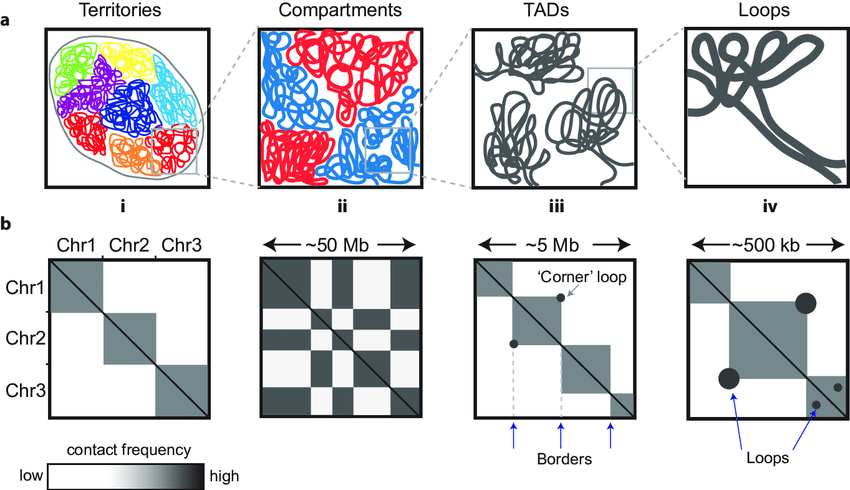 Territories Compartments TADs Loops
a
i ii iii iv
b
Chr1 Chr2 Chr3 ~50 Mb ~5 Mb ~500 kb
Chr1
Chr2
Chr3
‘Corner’ loop
Borders
Loops
contact frequency
low high